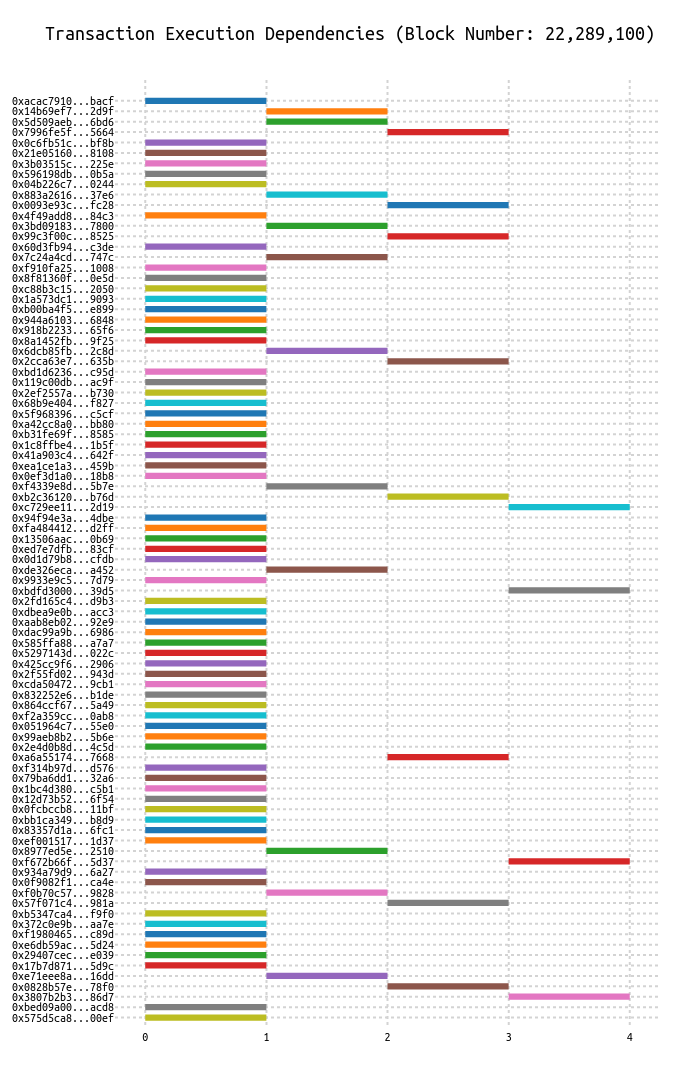 Transaction Execution Dependencies (Block Number: 22,289,100)
0xacac7910...bacf
0x14b69ef7...2d9f
0x5d509aeb...6bd6
0x7996fe5f...5664
0x0c6fb51c...bf8b
0x21e05160...8108
0x3b03515c...225e
0x596198db...0b5a
0x04b226c7...0244
0x883a2616...37e6
0x0093e93c...fc28
0x4f49add8...84c3
0x3bd09183...7800
0x99c3f00c...8525
0x60d3fb94...c3de
0x7c24a4cd...747c
0xf910fa25...1008
0x8f81360f...0e5d
0xc88b3c15...2050
0x1a573dc1...9093
0xb00ba4f5...e899
0x944a6103...6848
0x918b2233...65f6
0x8a1452fb...9f25
0x6dcb85fb...2c8d
0x2cca63e7...635b
0xbd1d6236...c95d
0x119c00db...ac9f
0x2ef2557a...b730
0x68b9e404...f827
0x5f968396...c5cf
0xa42cc8a0...bb80
0xb31fe69f...8585
0x1c8ffbe4...1b5f
0x41a903c4...642f
0xea1ce1a3...459b
0x0ef3d1a0...18b8
0xf4339e8d...5b7e
0xb2c36120...b76d
0xc729ee11...2d19
0x94f94e3a...4dbe
0xfa484412...d2ff
0x13506aac...0b69
0xed7e7dfb...83cf
0x0d1d79b8...cfdb
0xde326eca...a452
0x9933e9c5...7d79
0xbdfd3000...39d5
0x2fd165c4...d9b3
0xdbea9e0b...acc3
0xaab8eb02...92e9
0xdac99a9b...6986
0x585ffa88...a7a7
0x5297143d...022c
0x425cc9f6...2906
0x2f55fd02...943d
0xcda50472...9cb1
0x832252e6...b1de
0x864ccf67...5a49
0xf2a359cc...0ab8
0x051964c7...55e0
0x99aeb8b2...5b6e
0x2e4d0b8d...4c5d
0xa6a55174...7668
0xf314b97d...d576
0x79ba6dd1...32a6
0x1bc4d380...c5b1
0x12d73b52...6f54
0x0fcbccb8...11bf
0xbb1ca349...b8d9
0x83357d1a...6fc1
0xef001517...1d37
0x8977ed5e...2510
0xf672b66f...5d37
0x934a79d9...6a27
0x0f9082f1...ca4e
0xf0b70c57...9828
0x57f071c4...981a
0xb5347ca4...f9f0
0x372c0e9b...aa7e
0xf1980465...c89d
0xe6db59ac...5d24
0x29407cec...e039
0x17b7d871...5d9c
0xe71eee8a...16dd
0x0828b57e...78f0
0x3807b2b3...86d7
0xbed09a00...acd8
0x575d5ca8...00ef
0 1 2 3 4